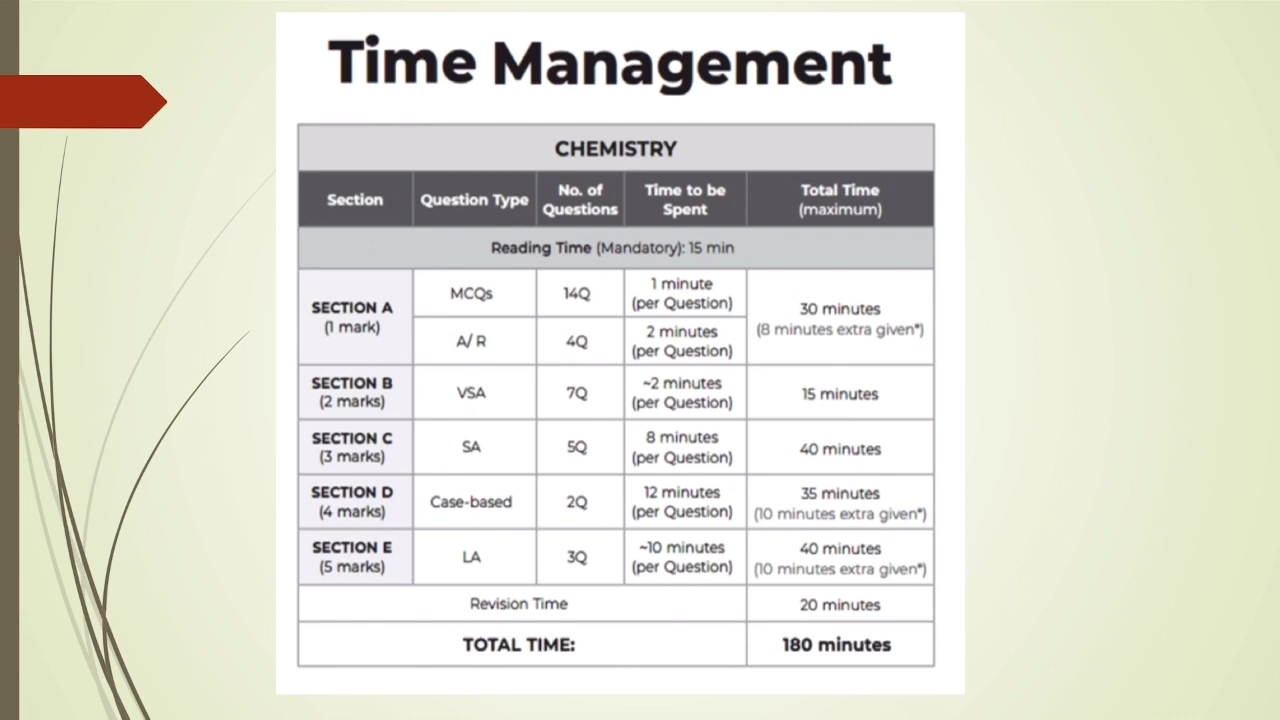 Time Management
CHEMISTRY
Section
Question Type
No. of
Questions
Time to be
Spent
Total Time
(maximum)
Reading Time (Mandatory): 15 min
SECTION A
(1 mark)
MCQs
14Q
1 minute
(per Question)
30 minutes
(8 minutes extra given*)
A/ R
4Q
2 minutes
(per Question)
SECTION B
(2 marks)
VSA
7Q
~2 minutes
(per Question)
15 minutes
SECTION C
(3 marks)
SA
5Q
8 minutes
(per Question)
40 minutes
SECTION D
(4 marks)
Case-based
2Q
12 minutes
(per Question)
35 minutes
(10 minutes extra given*)
SECTION E
(5 marks)
LA
3Q
~10 minutes
(per Question)
40 minutes
(10 minutes extra given*)
Revision Time
20 minutes
TOTAL TIME:
180 minutes